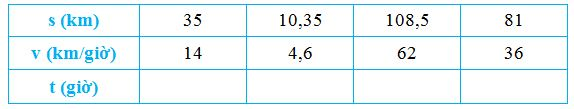 s (km) 35 10,35 108,5 81
v (km/giờ) 14 4,6 62 36
t (giờ)